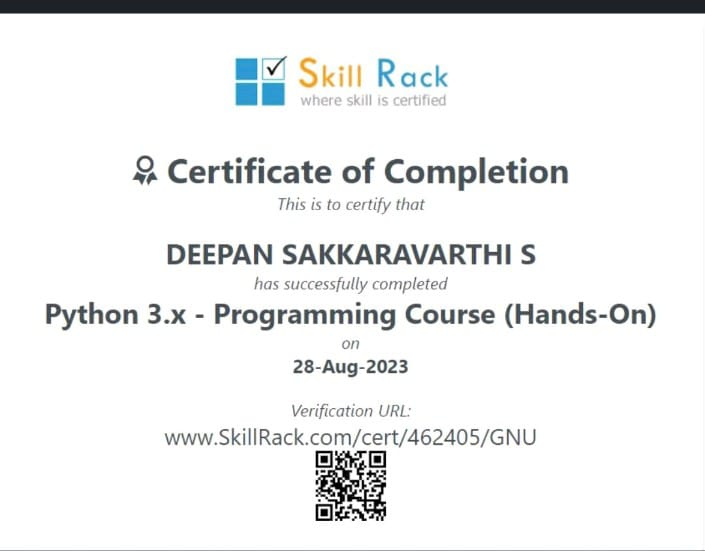 Skill Rack
where skill is certified
Certificate of Completion
This is to certify that
DEEPAN SAKKARAVARTHI S
has successfully completed
Python 3.x - Programming Course (Hands-On)
on
28-Aug-2023
Verification URL:
www.SkillRack.com/cert/462405/GNU